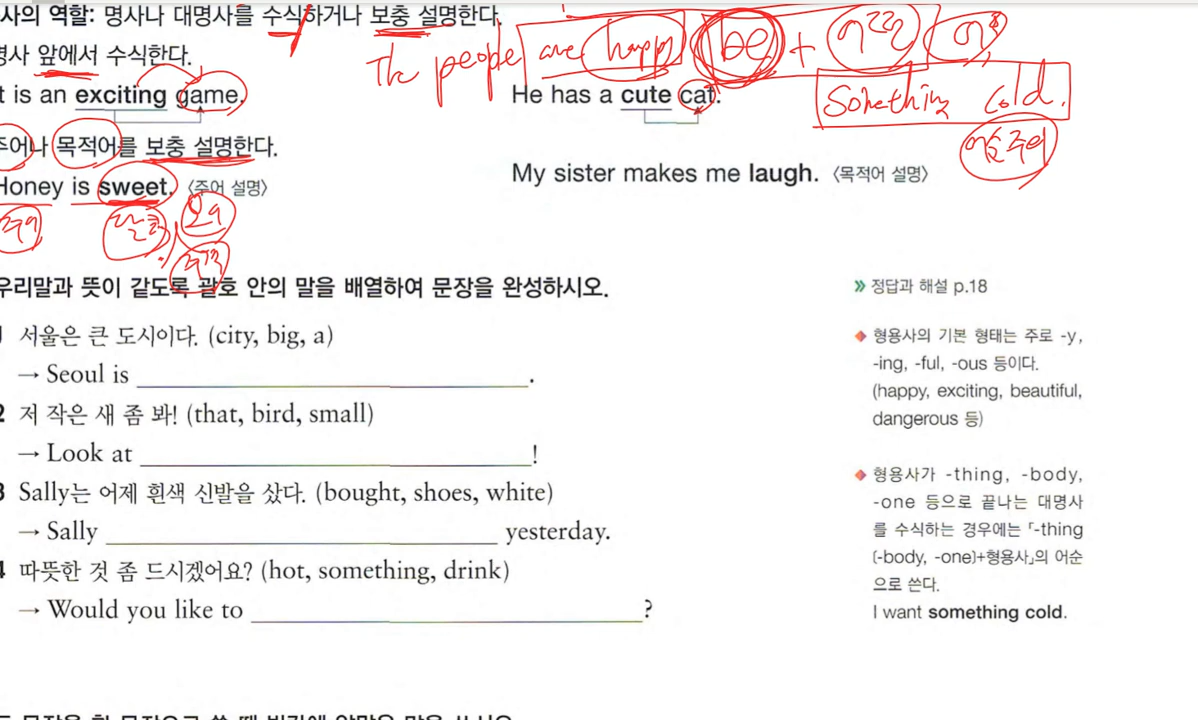 사의 역할: 명사나 대명사를 수식하거나 보충 설명한다.
명사 앞에서 수식한다.
The people are happy be +
t is an exciting game.
He has a cute cat.
Something cold.
주어나 목적어를 보충 설명한다.
어순주의
Honey is sweet. 〈주어 설명〉
My sister makes me laugh. 〈목적어 설명〉
우리말과 뜻이 같도록 괄호 안의 말을 배열하여 문장을 완성하시오.
» 정답과 해설 p.18
1 서울은 큰 도시이다. (city, big, a)
→ Seoul is .
2 저 작은 새 좀 봐! (that, bird, small)
→ Look at !
3 Sally는 어제 흰색 신발을 샀다. (bought, shoes, white)
→ Sally yesterday.
4 따뜻한 것 좀 드시겠어요? (hot, something, drink)
→ Would you like to ?
◆ 형용사의 기본 형태는 주로 -y,
-ing, -ful, -ous 등이다.
(happy, exciting, beautiful,
dangerous 등)
◆ 형용사가 -thing, -body,
-one 등으로 끝나는 대명사
를 수식하는 경우에는 「-thing
(-body, -one)+형용사」의 어순
으로 쓴다.
I want something cold.